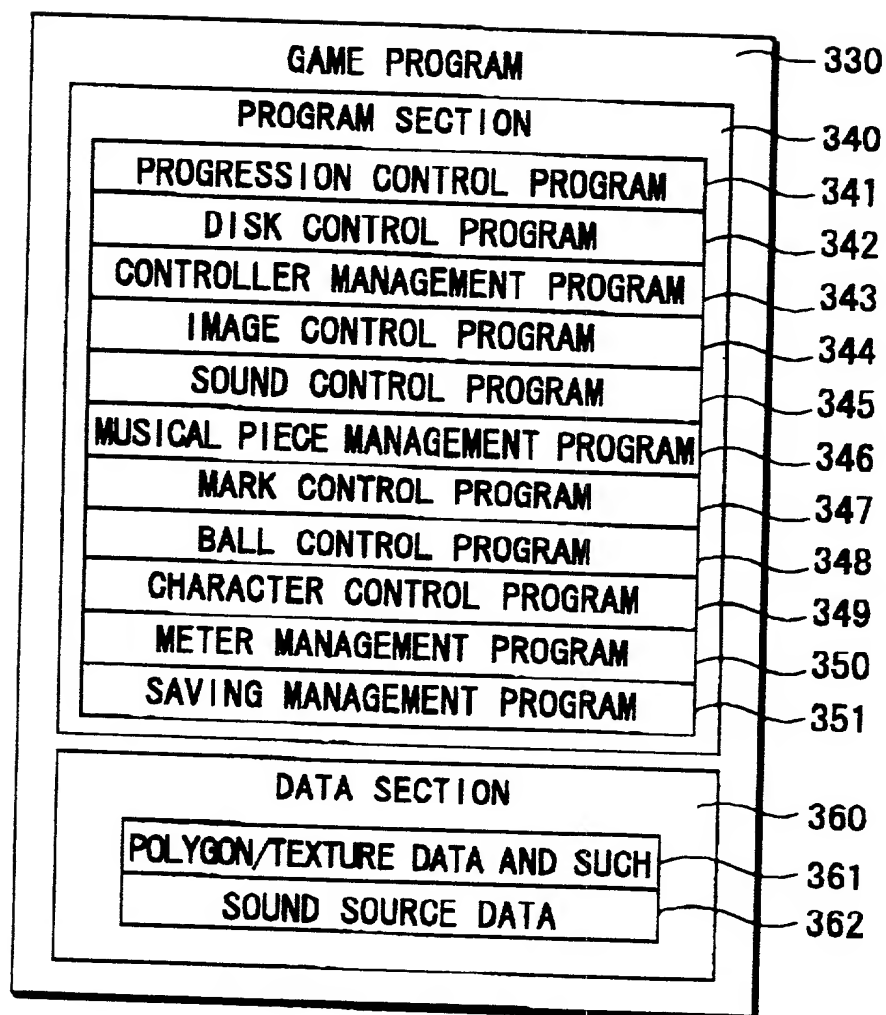 GAME PROGRAM 330
PROGRAM SECTION 340
PROGRESSION CONTROL PROGRAM 341
DISK CONTROL PROGRAM 342
CONTROLLER MANAGEMENT PROGRAM 343
IMAGE CONTROL PROGRAM 344
SOUND CONTROL PROGRAM 345
MUSICAL PIECE MANAGEMENT PROGRAM 346
MARK CONTROL PROGRAM 347
BALL CONTROL PROGRAM 348
CHARACTER CONTROL PROGRAM 349
METER MANAGEMENT PROGRAM 350
SAVING MANAGEMENT PROGRAM 351
DATA SECTION 360
POLYGON/TEXTURE DATA AND SUCH 361
SOUND SOURCE DATA 362